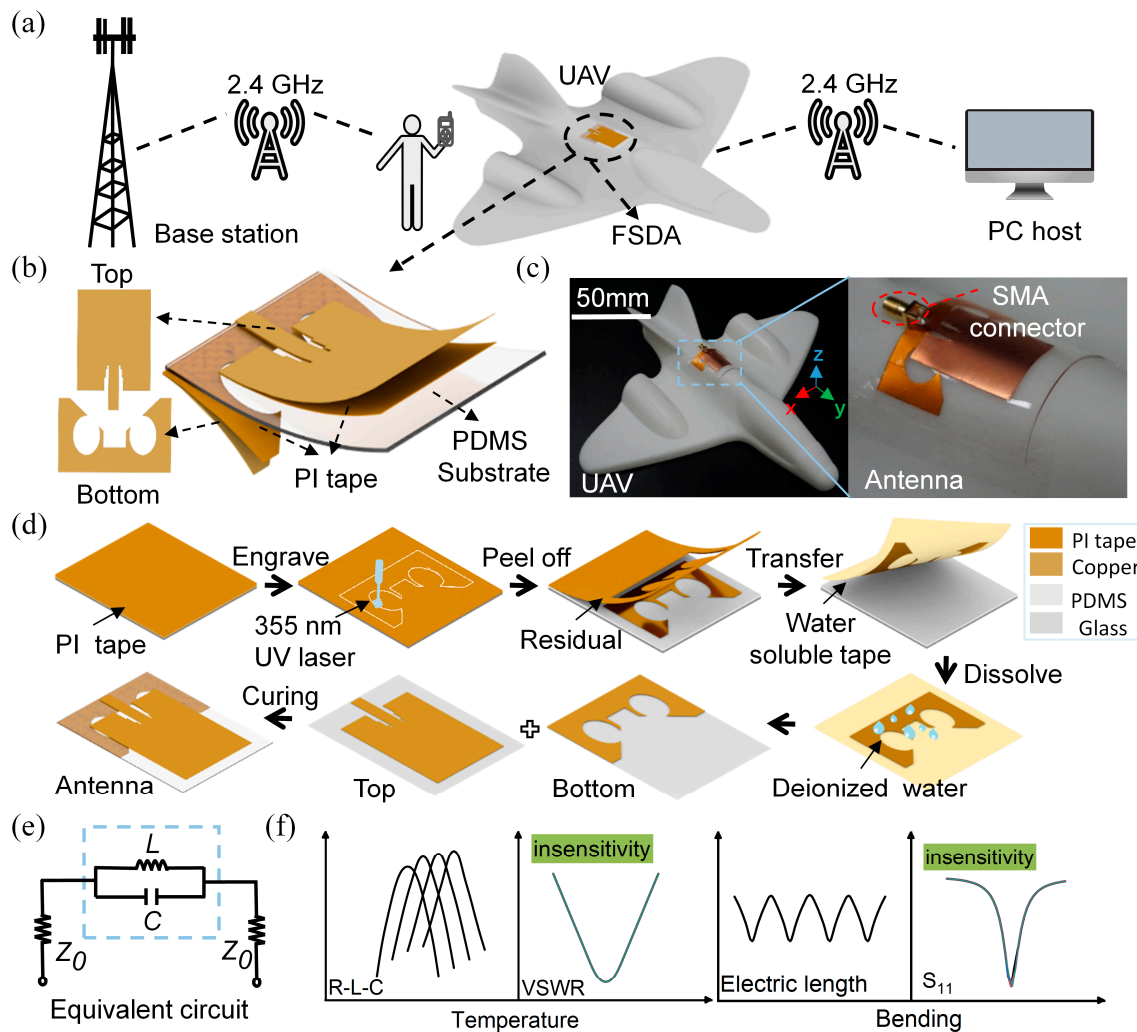 (a)
2.4 GHz
UAV
2.4 GHz
Base station
FSDA
PC host
(b)
Top
PDMS
Substrate
PI tape
Bottom
(c)
50mm
z
x
y
UAV
SMA
connector
Antenna
(d)
Engrave
Peel off
Transfer
PI tape
355 nm
UV laser
Residual
Water
soluble tape
PI tape
Copper
PDMS
Glass
Dissolve
Curing
Antenna
Top
Bottom
Deionized water
(e)
L
C
Z0
Z0
Equivalent circuit
(f)
insensitivity
insensitivity
R-L-C
VSWR
Electric length
S11
Temperature
Bending